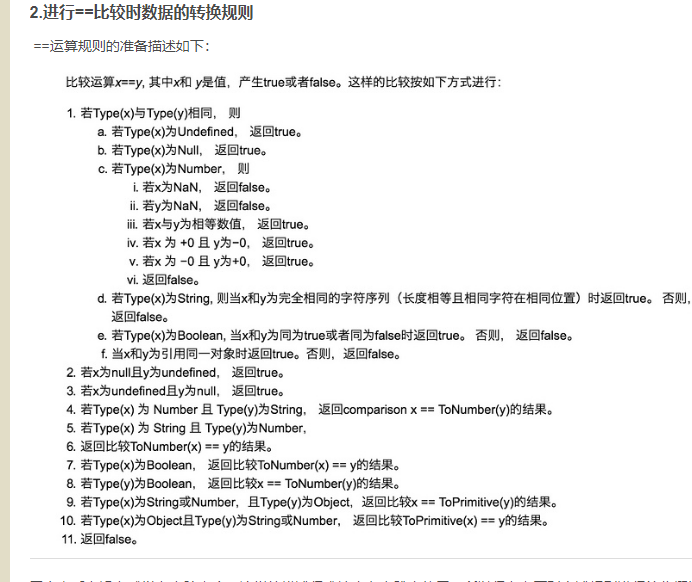 2.进行==比较时数据的转换规则
==运算规则的准备描述如下：
比较运算x==y, 其中x和 y是值，产生true或者false。这样的比较按如下方式进行：
1. 若Type(x)与Type(y)相同， 则
a. 若Type(x)为Undefined， 返回true。
b. 若Type(x)为Null， 返回true。
c. 若Type(x)为Number， 则
i. 若x为NaN， 返回false。
ii. 若y为NaN， 返回false。
iii. 若x与y为相等数值， 返回true。
iv. 若x 为 +0 且 y为−0， 返回true。
v. 若x 为 −0 且 y为+0， 返回true。
vi. 返回false。
d. 若Type(x)为String, 则当x和y为完全相同的字符序列（长度相等且相同字符在相同位置）时返回true。 否则，
返回false。
e. 若Type(x)为Boolean, 当x和y为同为true或者同为false时返回true。 否则， 返回false。
f. 当x和y为引用同一对象时返回true。否则，返回false。
2. 若x为null且y为undefined， 返回true。
3. 若x为undefined且y为null， 返回true。
4. 若Type(x) 为 Number 且 Type(y)为String， 返回comparison x == ToNumber(y)的结果。
5. 若Type(x) 为 String 且 Type(y)为Number，
6. 返回比较ToNumber(x) == y的结果。
7. 若Type(x)为Boolean， 返回比较ToNumber(x) == y的结果。
8. 若Type(y)为Boolean， 返回比较x == ToNumber(y)的结果。
9. 若Type(x)为String或Number，且Type(y)为Object，返回比较x == ToPrimitive(y)的结果。
10. 若Type(x)为Object且Type(y)为String或Number， 返回比较ToPrimitive(x) == y的结果。
11. 返回false。